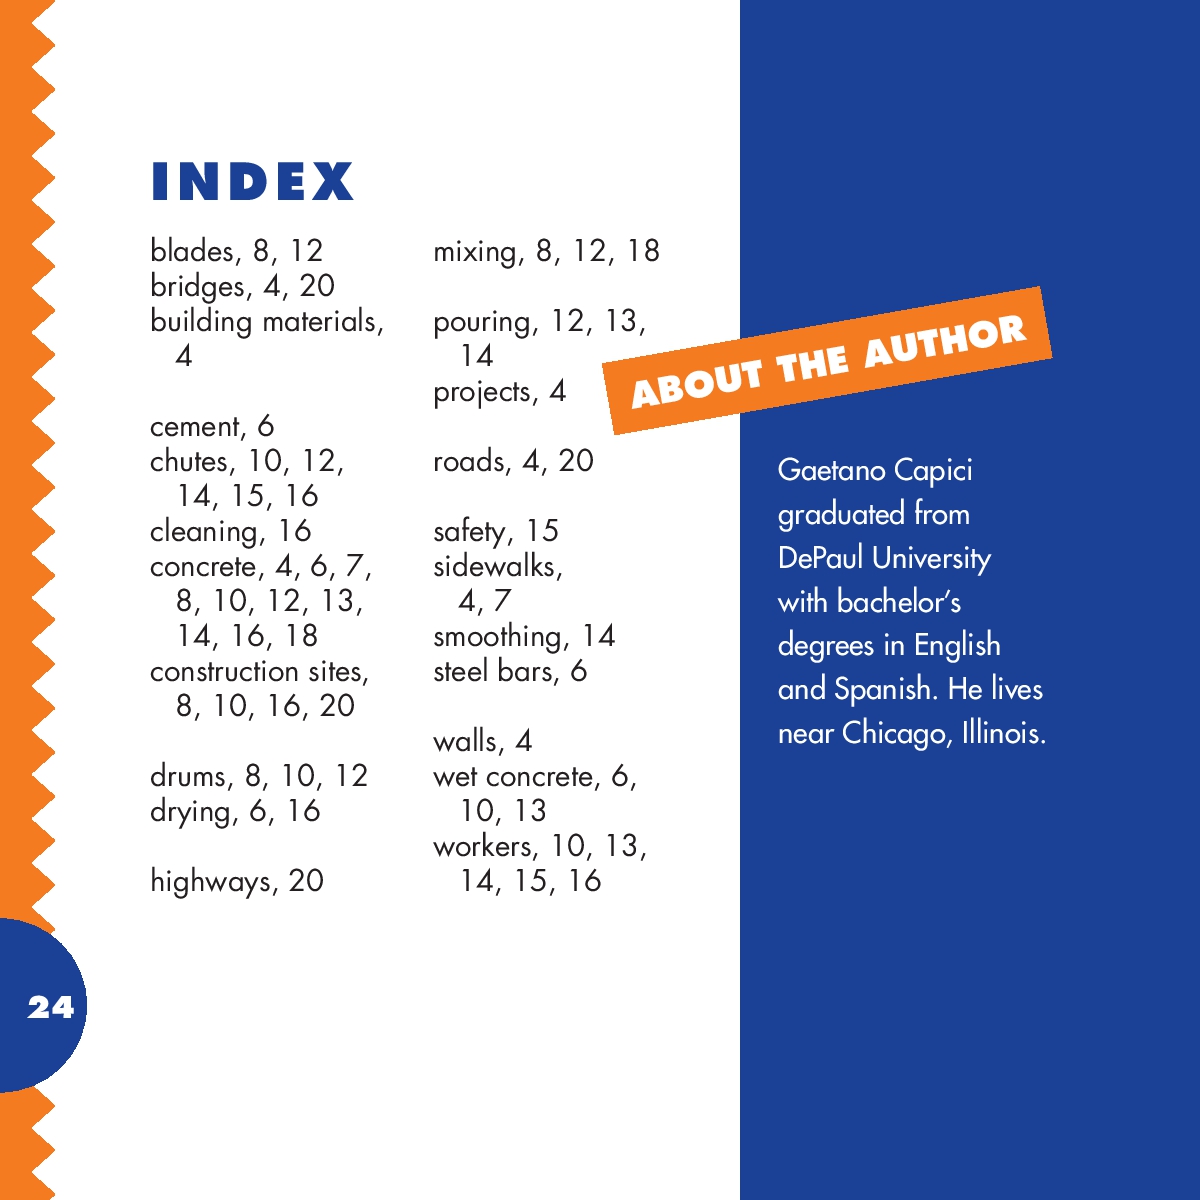 INDEX
blades, 8, 12
bridges, 4, 20
building materials,
4
cement, 6
chutes, 10, 12,
14, 15, 16
cleaning, 16
concrete, 4, 6, 7,
8, 10, 12, 13,
14, 16, 18
construction sites,
8, 10, 16, 20
drums, 8, 10, 12
drying, 6, 16
highways, 20
mixing, 8, 12, 18
pouring, 12, 13,
14
projects, 4
roads, 4, 20
safety, 15
sidewalks,
4, 7
smoothing, 14
steel bars, 6
walls, 4
wet concrete, 6,
10, 13
workers, 10, 13,
14, 15, 16
ABOUT THE AUTHOR
Gaetano Capici
graduated from
DePaul University
with bachelor’s
degrees in English
and Spanish. He lives
near Chicago, Illinois.
24